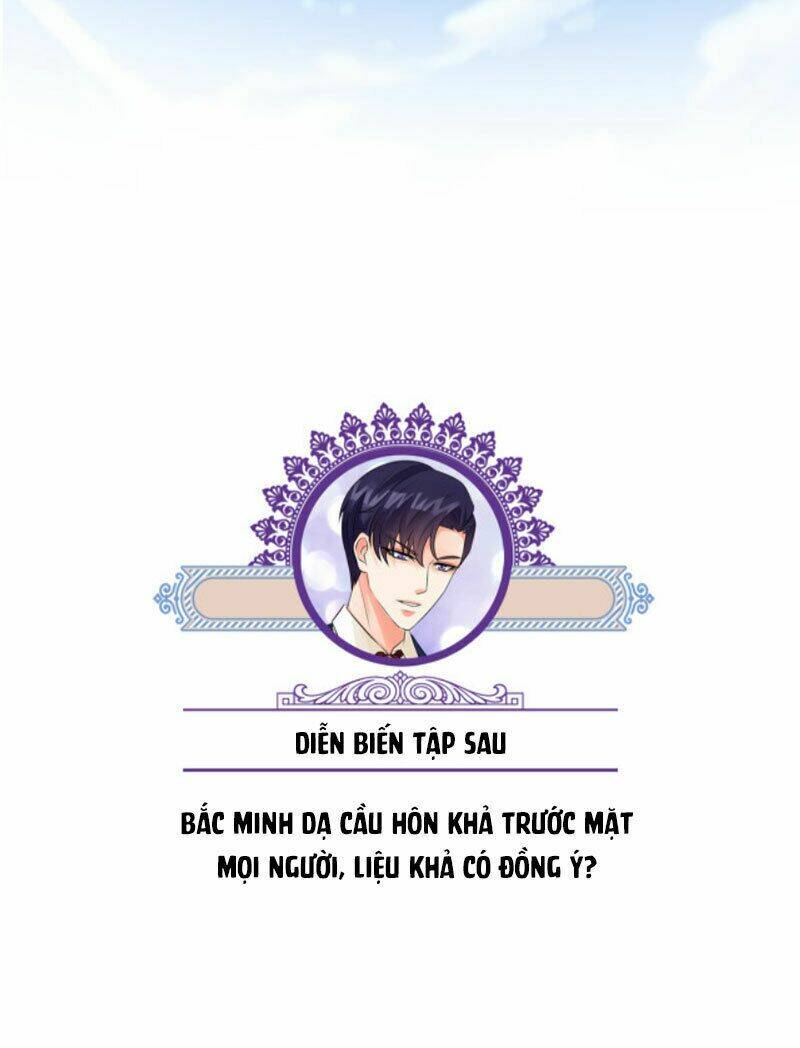 DIỄN BIẾN TẬP SAU
BẮC MINH DẠ CẦU HÔN KHẢ TRƯỚC MẶT
MỌI NGƯỜI, LIỆU KHẢ CÓ ĐỒNG Ý?